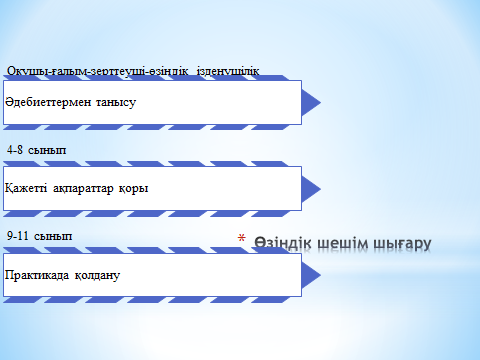 Оқушы-ғалым-зерттеуші-өзіндік ізденушілік
Әдебиеттермен танысу
4-8 сынып
Қажетті ақпараттар қоры
9-11 сынып
* Өзіндік шешім шығару
Практикада қолдану